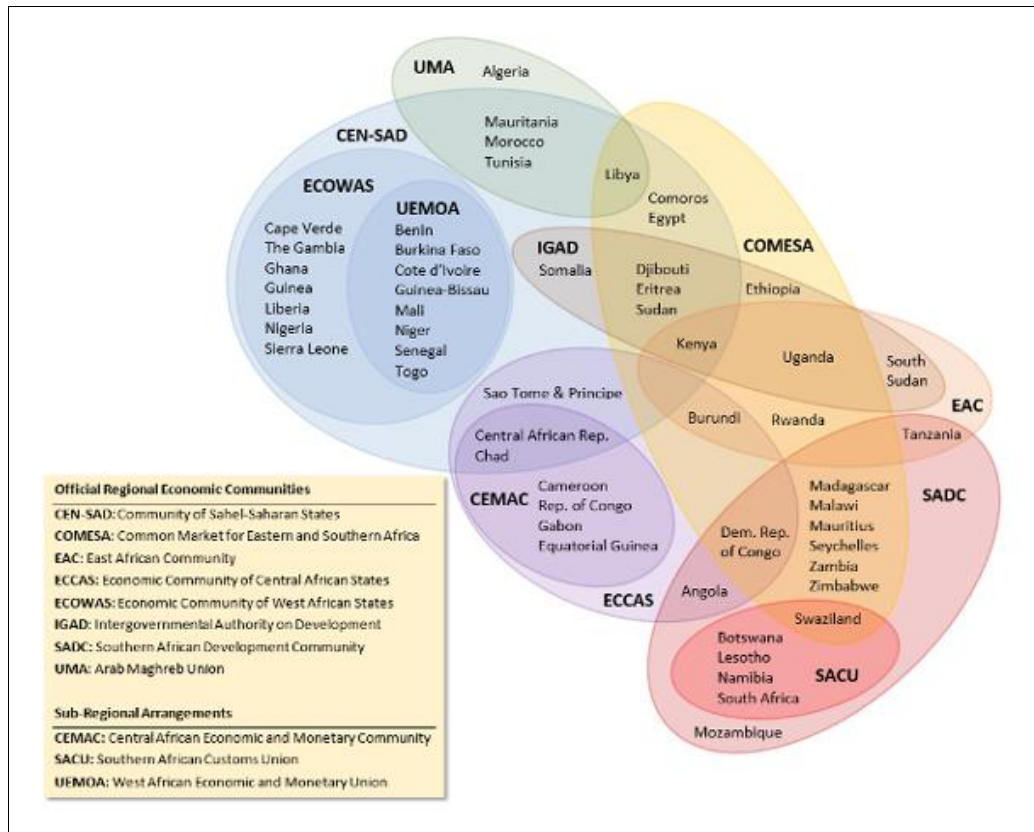 UMA
Algeria
CEN-SAD
Mauritania
Morocco
Tunisia
Libya
Comoros
Egypt
ECOWAS
UEMOA
Cape Verde
The Gambia
Ghana
Guinea
Liberia
Nigeria
Sierra Leone
Benin
Burkina Faso
Cote d'Ivoire
Guinea-Bissau
Mali
Niger
Senegal
Togo
IGAD
Somalia
COMESA
Djibouti
Eritrea
Sudan
Ethiopia
Kenya
Uganda
South
Sudan
EAC
Sao Tome & Principe
Burundi
Rwanda
Tanzania
Central African Rep.
Chad
CEMAC
Cameroon
Rep. of Congo
Gabon
Equatorial Guinea
ECCAS
Dem. Rep.
of Congo
Angola
Madagascar
Malawi
Mauritius
Seychelles
Zambia
Zimbabwe
SADC
Swaziland
Botswana
Lesotho
Namibia
South Africa
SACU
Mozambique
Official Regional Economic Communities
CEN-SAD: Community of Sahel-Saharan States
COMESA: Common Market for Eastern and Southern Africa
EAC: East African Community
ECCAS: Economic Community of Central African States
ECOWAS: Economic Community of West African States
IGAD: Intergovernmental Authority on Development
SADC: Southern African Development Community
UMA: Arab Maghreb Union
Sub-Regional Arrangements
CEMAC: Central African Economic and Monetary Community
SACU: Southern African Customs Union
UEMOA: West African Economic and Monetary Union